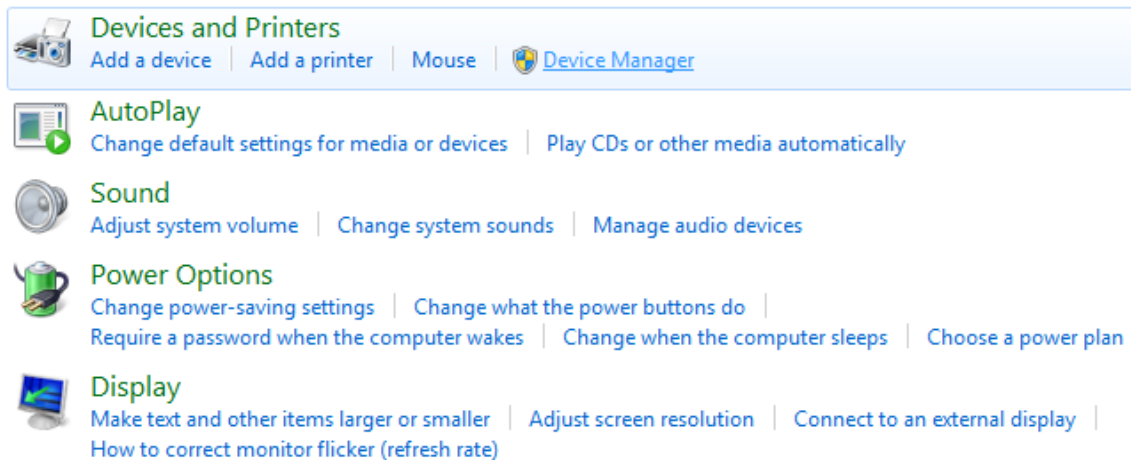 Devices and Printers
Add a device | Add a printer | Mouse | Device Manager
AutoPlay
Change default settings for media or devices | Play CDs or other media automatically
Sound
Adjust system volume | Change system sounds | Manage audio devices
Power Options
Change power-saving settings | Change what the power buttons do |
Require a password when the computer wakes | Change when the computer sleeps | Choose a power plan
Display
Make text and other items larger or smaller | Adjust screen resolution | Connect to an external display |
How to correct monitor flicker (refresh rate)